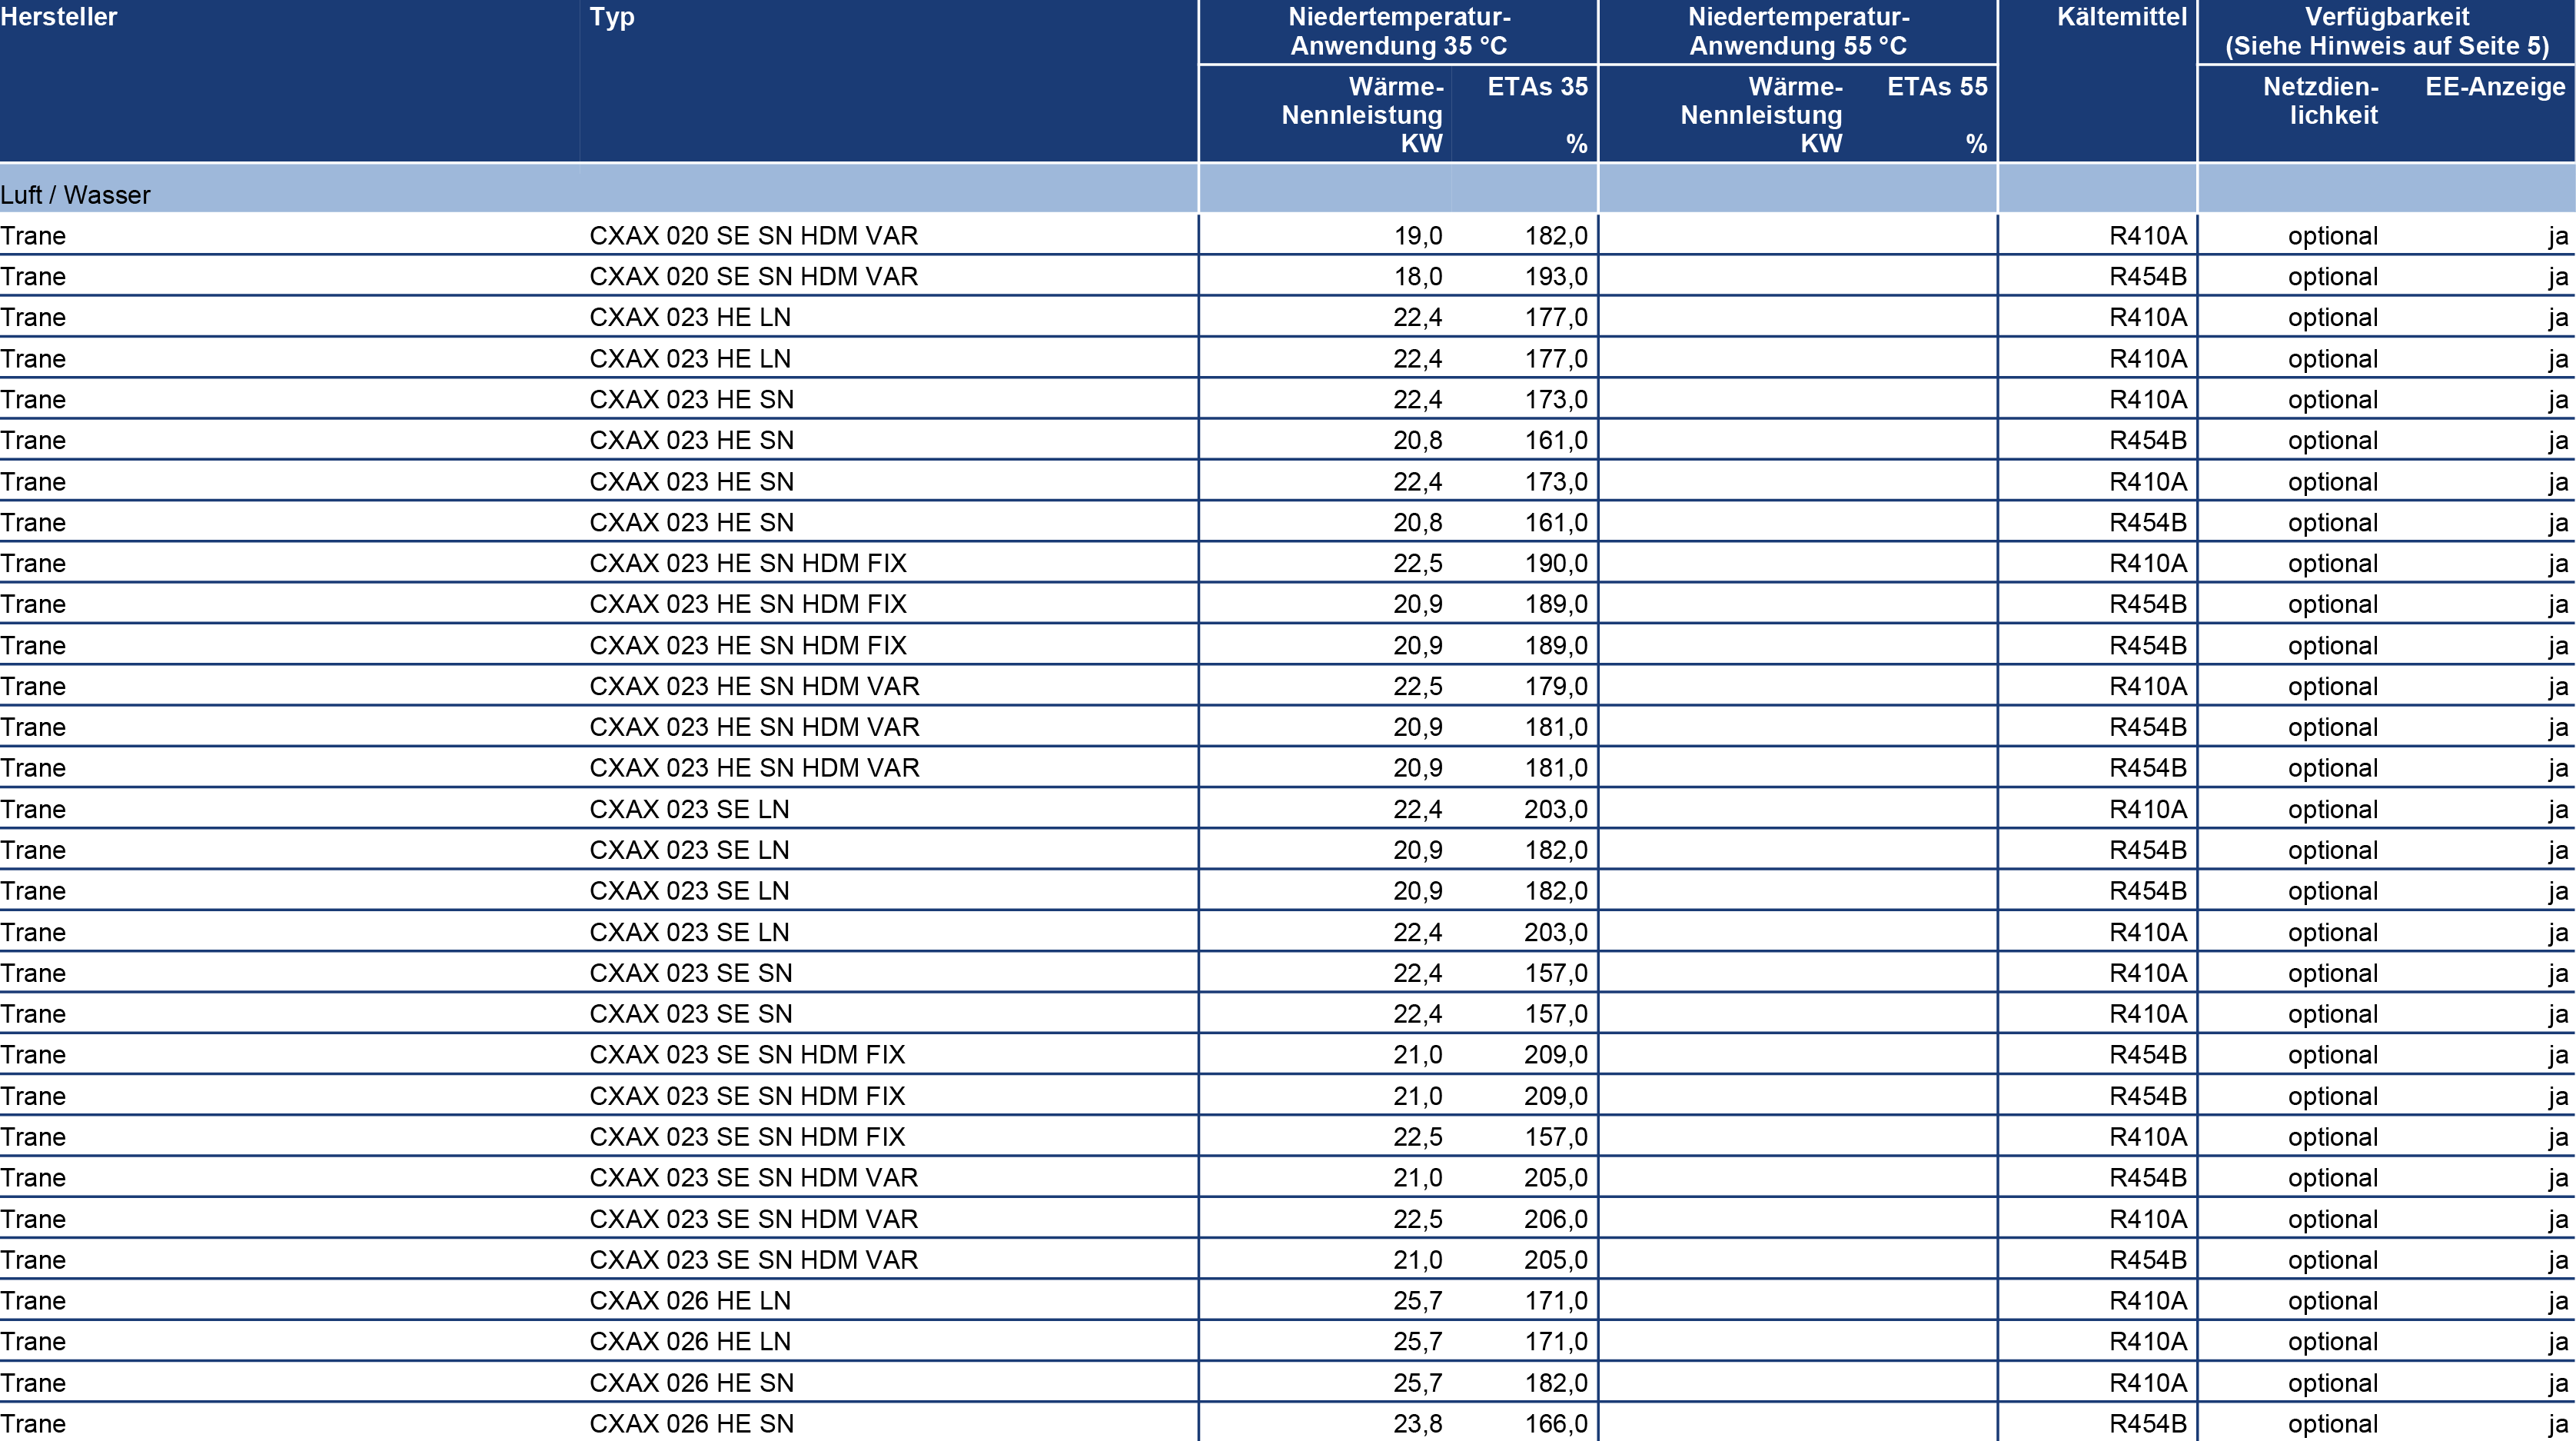 Hersteller Typ Niedertemperatur- Niedertemperatur- Kältemittel Verfügbarkeit
Anwendung 35 °C Anwendung 55 °C (Siehe Hinweis auf Seite 5)
Wärme- ETAs 35 Wärme- ETAs 55 Netzdien- EE-Anzeige
Nennleistung Nennleistung lichkeit
KW % KW %
Luft / Wasser
Trane CXAX 020 SE SN HDM VAR 19,0 182,0 R410A optional ja
Trane CXAX 020 SE SN HDM VAR 18,0 193,0 R454B optional ja
Trane CXAX 023 HE LN 22,4 177,0 R410A optional ja
Trane CXAX 023 HE LN 22,4 177,0 R410A optional ja
Trane CXAX 023 HE SN 22,4 173,0 R410A optional ja
Trane CXAX 023 HE SN 20,8 161,0 R454B optional ja
Trane CXAX 023 HE SN 22,4 173,0 R410A optional ja
Trane CXAX 023 HE SN 20,8 161,0 R454B optional ja
Trane CXAX 023 HE SN HDM FIX 22,5 190,0 R410A optional ja
Trane CXAX 023 HE SN HDM FIX 20,9 189,0 R454B optional ja
Trane CXAX 023 HE SN HDM FIX 20,9 189,0 R454B optional ja
Trane CXAX 023 HE SN HDM VAR 22,5 179,0 R410A optional ja
Trane CXAX 023 HE SN HDM VAR 20,9 181,0 R454B optional ja
Trane CXAX 023 HE SN HDM VAR 20,9 181,0 R454B optional ja
Trane CXAX 023 SE LN 22,4 203,0 R410A optional ja
Trane CXAX 023 SE LN 20,9 182,0 R454B optional ja
Trane CXAX 023 SE LN 20,9 182,0 R454B optional ja
Trane CXAX 023 SE LN 22,4 203,0 R410A optional ja
Trane CXAX 023 SE SN 22,4 157,0 R410A optional ja
Trane CXAX 023 SE SN 22,4 157,0 R410A optional ja
Trane CXAX 023 SE SN HDM FIX 21,0 209,0 R454B optional ja
Trane CXAX 023 SE SN HDM FIX 21,0 209,0 R454B optional ja
Trane CXAX 023 SE SN HDM FIX 22,5 157,0 R410A optional ja
Trane CXAX 023 SE SN HDM VAR 21,0 205,0 R454B optional ja
Trane CXAX 023 SE SN HDM VAR 22,5 206,0 R410A optional ja
Trane CXAX 023 SE SN HDM VAR 21,0 205,0 R454B optional ja
Trane CXAX 026 HE LN 25,7 171,0 R410A optional ja
Trane CXAX 026 HE LN 25,7 171,0 R410A optional ja
Trane CXAX 026 HE SN 25,7 182,0 R410A optional ja
Trane CXAX 026 HE SN 23,8 166,0 R454B optional ja